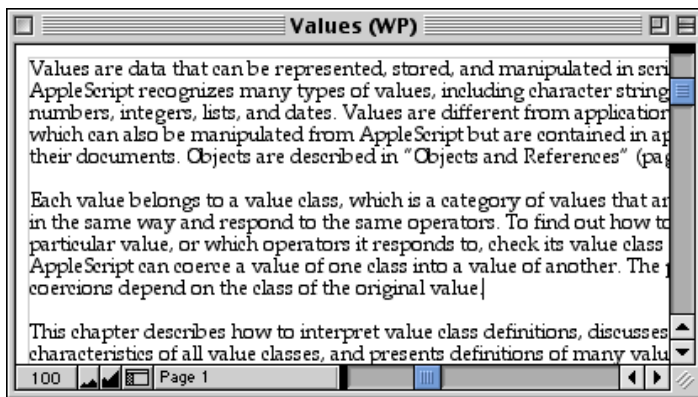 Values (WP)
Values are data that can be represented, stored, and manipulated in scri
AppleScript recognizes many types of values, including character string
numbers, integers, lists, and dates. Values are different from application
which can also be manipulated from AppleScript but are contained in ap
their documents. Objects are described in "Objects and References" (pag
Each value belongs to a value class, which is a category of values that ar
in the same way and respond to the same operators. To find out how to
particular value, or which operators it responds to, check its value class
AppleScript can coerce a value of one class into a value of another. The p
coercions depend on the class of the original value.
This chapter describes how to interpret value class definitions, discusses
characteristics of all value classes, and presents definitions of many valu
100 Page 1